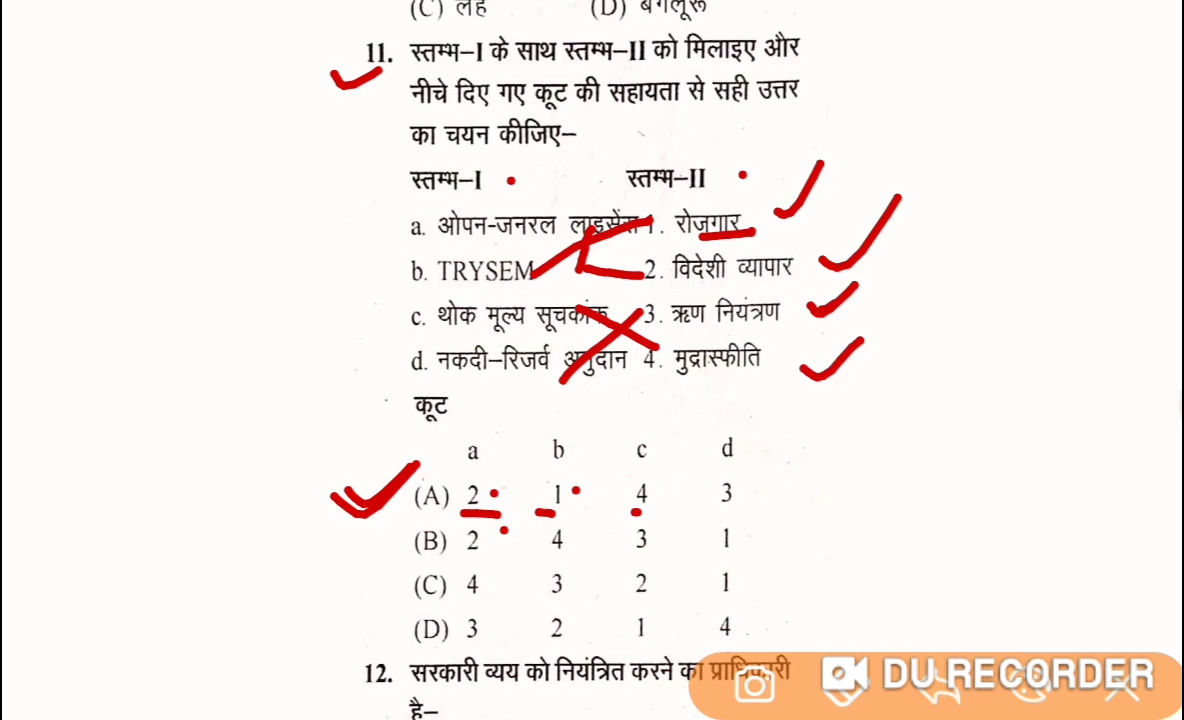 (C) लेह (D) बंगलूरू
11. स्तम्भ–I के साथ स्तम्भ–II को मिलाइए और
नीचे दिए गए कूट की सहायता से सही उत्तर
का चयन कीजिए–
स्तम्भ–I स्तम्भ–II
a. ओपन-जनरल लाइसेंस 1. रोज़गार
b. TRYSEM 2. विदेशी व्यापार
c. थोक मूल्य सूचकांक 3. ऋण नियंत्रण
d. नकदी–रिजर्व अनुदान 4. मुद्रास्फीति
कूट
a b c d
(A) 2 1 4 3
(B) 2 4 3 1
(C) 4 3 2 1
(D) 3 2 1 4
12. सरकारी व्यय को नियंत्रित करने का प्राधिकारी
है–
DU RECORDER